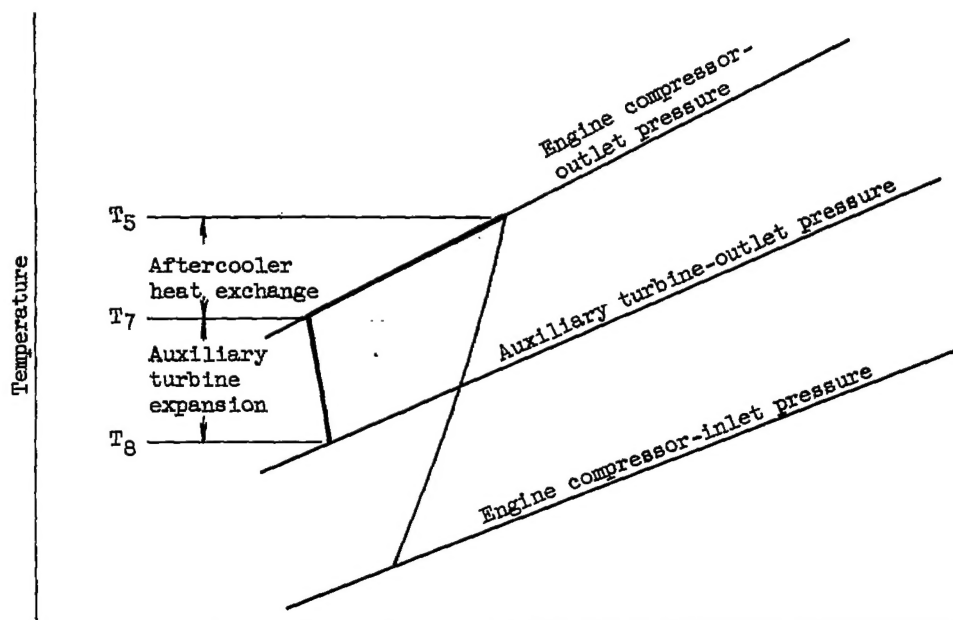 Engine compressor-
outlet pressure
T5
Aftercooler
heat exchange
T7
Auxiliary
turbine
expansion
T8
Auxiliary turbine-outlet pressure
Engine compressor-inlet pressure
Temperature